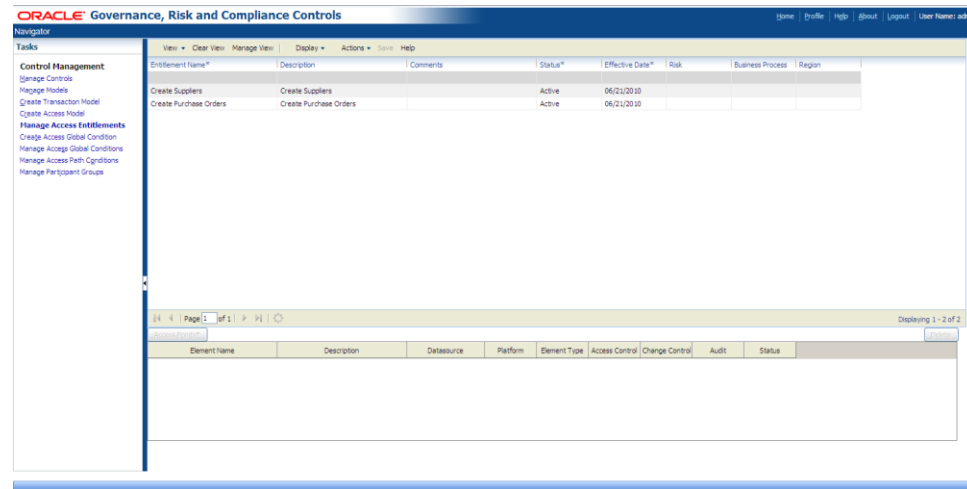 ORACLE Governance, Risk and Compliance Controls
Home Profile Help About Logout User Name: adm
Navigator
Tasks
View Clear View Manage View Display Actions Save Help
Control Management
Manage Controls
Manage Models
Create Transaction Model
Create Access Model
Manage Access Entitlements
Create Access Global Condition
Manage Access Global Conditions
Manage Access Path Conditions
Manage Participant Groups
Entitlement Name* Description Comments Status* Effective Date* Risk Business Process Region
Create Suppliers Create Suppliers Active 06/21/2010
Create Purchase Orders Create Purchase Orders Active 06/21/2010
Page 1 of 1 Displaying 1 - 2 of 2
Delete
Element Name Description Datasource Platform Element Type Access Control Change Control Audit Status